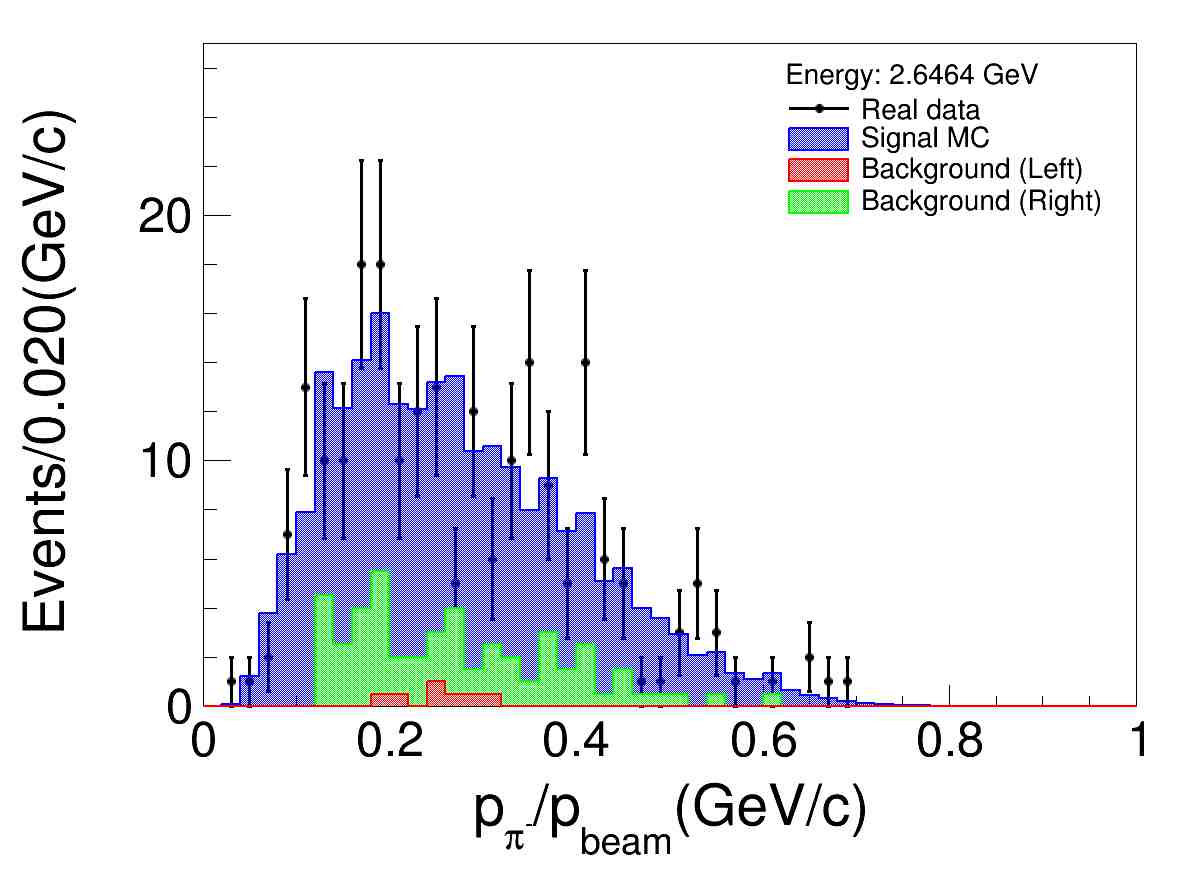 Energy: 2.6464 GeV
Real data
Signal MC
Background (Left)
Background (Right)
Events/0.020(GeV/c)
20
10
0
0 0.2 0.4 0.6 0.8 1
p_π⁻/p_beam(GeV/c)